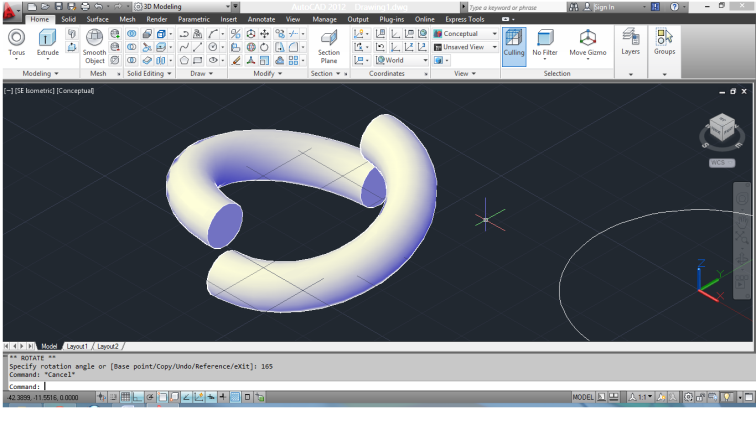 3D Modeling
AutoCAD 2012 Drawing1.dwg
Type a keyword or phrase
Sign In
Home Solid Surface Mesh Render Parametric Insert Annotate View Manage Output Plug-ins Online Express Tools
Torus
Extrude
Smooth Object
Section Plane
World
Conceptual
Unsaved View
Culling
No Filter
Move Gizmo
Layers
Groups
Modeling Mesh Solid Editing Draw Modify Section Coordinates View Selection
[−] [SE Isometric] [Conceptual]
S E
WCS
Z
Y
X
Model Layout1 Layout2
** ROTATE **
Specify rotation angle or [Base point/Copy/Undo/Reference/eXit]: 165
Command: *Cancel*
Command:
-42.3899, -11.5516, 0.0000
MODEL
1:1